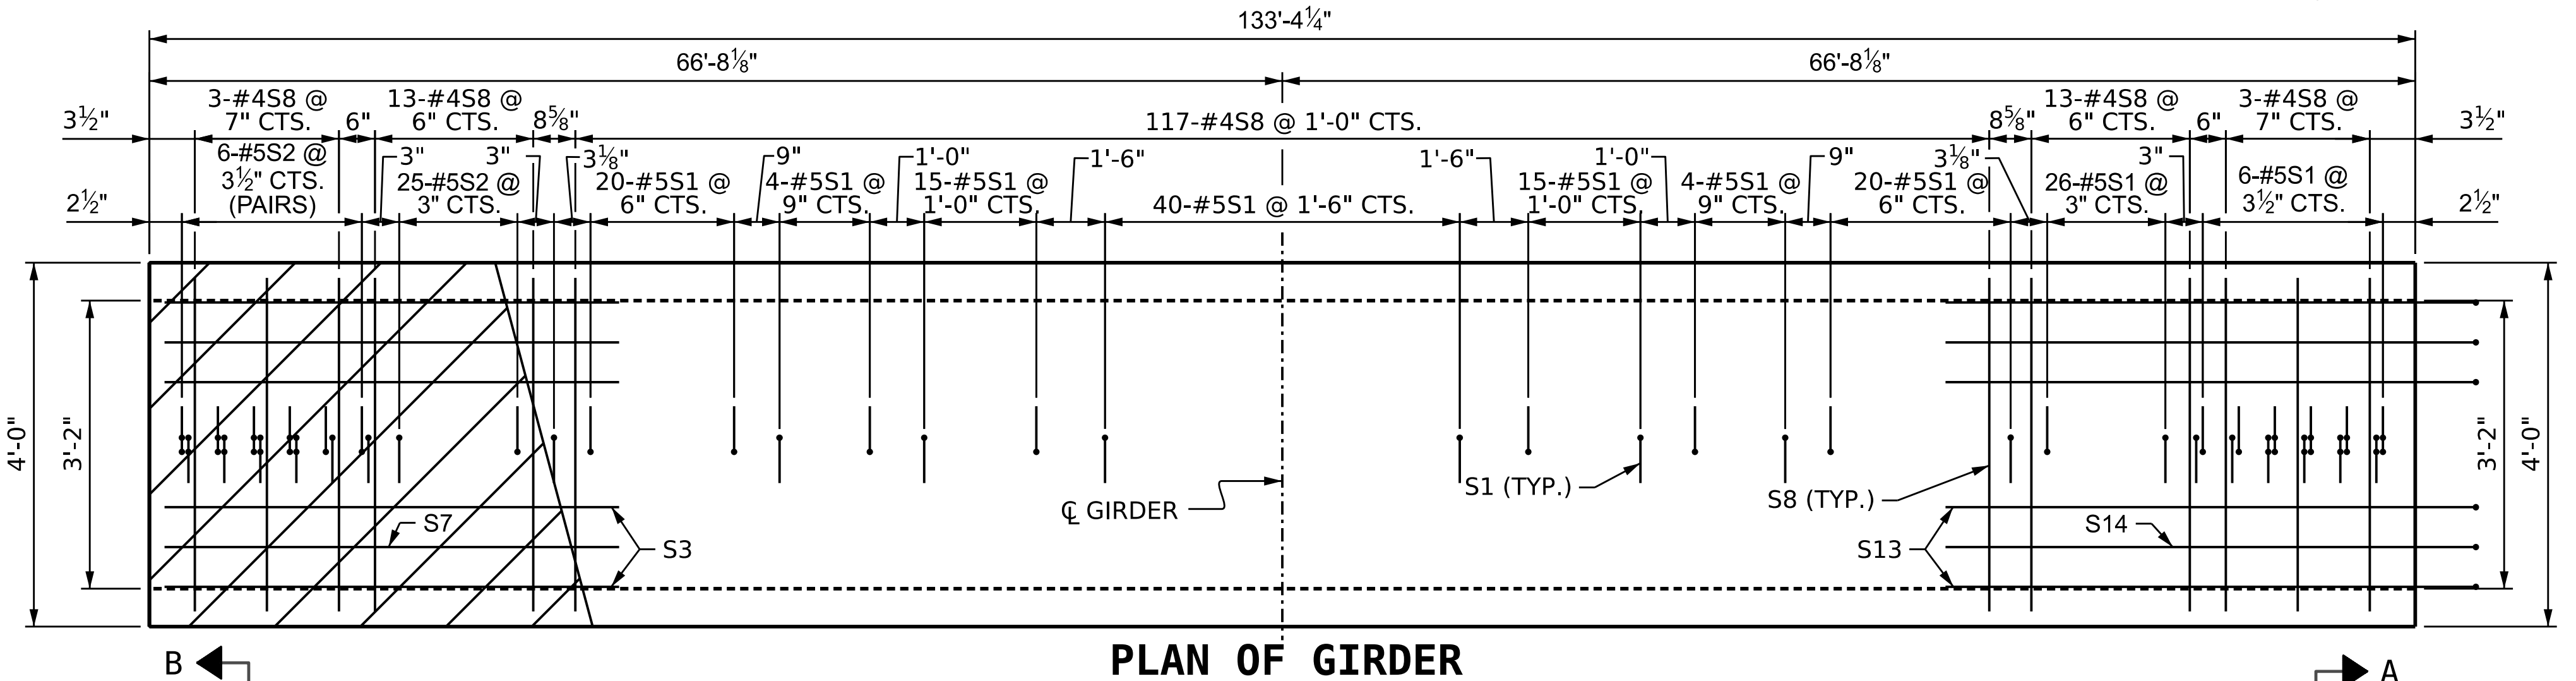 133'-4¼"
66'-8⅛"
66'-8⅛"
3½"
3-#4S8 @
7" CTS.
6"
13-#4S8 @
6" CTS.
8⅝"
117-#4S8 @ 1'-0" CTS.
8⅝"
13-#4S8 @
6" CTS.
6"
3-#4S8 @
7" CTS.
3½"
2½"
6-#5S2 @
3½" CTS.
(PAIRS)
3"
25-#5S2 @
3" CTS.
3"
3⅛"
20-#5S1 @
6" CTS.
9"
4-#5S1 @
9" CTS.
1'-0"
15-#5S1 @
1'-0" CTS.
1'-6"
40-#5S1 @ 1'-6" CTS.
1'-6"
15-#5S1 @
1'-0" CTS.
1'-0"
4-#5S1 @
9" CTS.
9"
20-#5S1 @
6" CTS.
3⅛"
26-#5S1 @
3" CTS.
3"
6-#5S1 @
3½" CTS.
2½"
4'-0"
3'-2"
3'-2"
4'-0"
S7
S3
℄ GIRDER
S1 (TYP.)
S8 (TYP.)
S13
S14
B
PLAN OF GIRDER
A